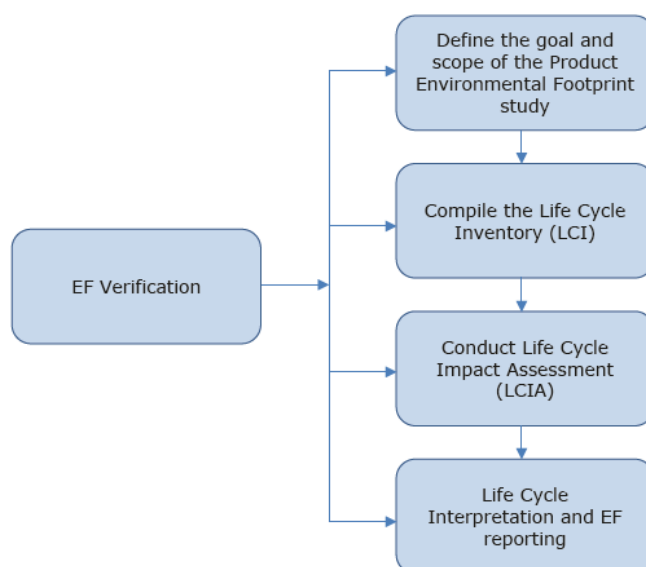 Define the goal and
scope of the Product
Environmental Footprint
study
Compile the Life Cycle
Inventory (LCI)
EF Verification
Conduct Life Cycle
Impact Assessment
(LCIA)
Life Cycle
Interpretation and EF
reporting